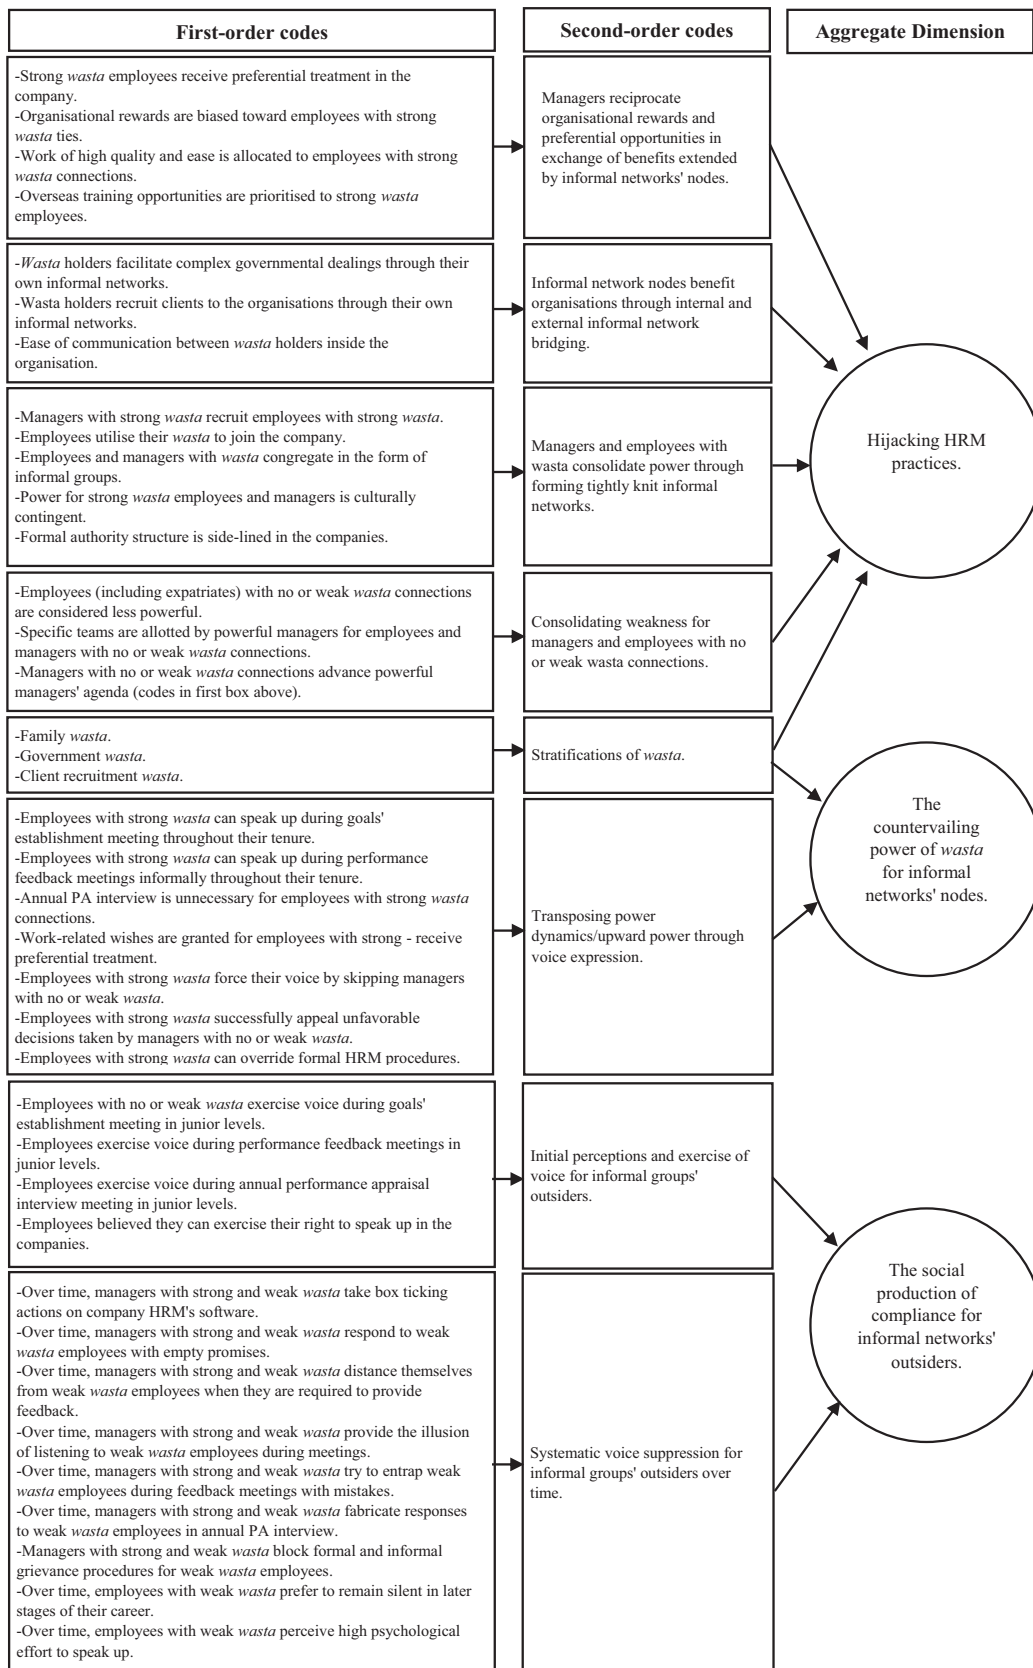 First-order codes
Second-order codes
Aggregate Dimension
-Strong wasta employees receive preferential treatment in the
company.
-Organisational rewards are biased toward employees with strong
wasta ties.
-Work of high quality and ease is allocated to employees with strong
wasta connections.
-Overseas training opportunities are prioritised to strong wasta
employees.
Managers reciprocate
organisational rewards and
preferential opportunities in
exchange of benefits extended
by informal networks' nodes.
-Wasta holders facilitate complex governmental dealings through their
own informal networks.
-Wasta holders recruit clients to the organisations through their own
informal networks.
-Ease of communication between wasta holders inside the
organisation.
Informal network nodes benefit
organisations through internal and
external informal network
bridging.
-Managers with strong wasta recruit employees with strong wasta.
-Employees utilise their wasta to join the company.
-Employees and managers with wasta congregate in the form of
informal groups.
-Power for strong wasta employees and managers is culturally
contingent.
-Formal authority structure is side-lined in the companies.
Managers and employees with
wasta consolidate power through
forming tightly knit informal
networks.
Hijacking HRM
practices.
-Employees (including expatriates) with no or weak wasta connections
are considered less powerful.
-Specific teams are allotted by powerful managers for employees and
managers with no or weak wasta connections.
-Managers with no or weak wasta connections advance powerful
managers' agenda (codes in first box above).
Consolidating weakness for
managers and employees with no
or weak wasta connections.
-Family wasta.
-Government wasta.
-Client recruitment wasta.
Stratifications of wasta.
-Employees with strong wasta can speak up during goals'
establishment meeting throughout their tenure.
-Employees with strong wasta can speak up during performance
feedback meetings informally throughout their tenure.
-Annual PA interview is unnecessary for employees with strong wasta
connections.
-Work-related wishes are granted for employees with strong - receive
preferential treatment.
-Employees with strong wasta force their voice by skipping managers
with no or weak wasta.
-Employees with strong wasta successfully appeal unfavorable
decisions taken by managers with no or weak wasta.
-Employees with strong wasta can override formal HRM procedures.
Transposing power
dynamics/upward power through
voice expression.
The
countervailing
power of wasta
for informal
networks' nodes.
-Employees with no or weak wasta exercise voice during goals'
establishment meeting in junior levels.
-Employees exercise voice during performance feedback meetings in
junior levels.
-Employees exercise voice during annual performance appraisal
interview meeting in junior levels.
-Employees believed they can exercise their right to speak up in the
companies.
Initial perceptions and exercise of
voice for informal groups'
outsiders.
-Over time, managers with strong and weak wasta take box ticking
actions on company HRM's software.
-Over time, managers with strong and weak wasta respond to weak
wasta employees with empty promises.
-Over time, managers with strong and weak wasta distance themselves
from weak wasta employees when they are required to provide
feedback.
-Over time, managers with strong and weak wasta provide the illusion
of listening to weak wasta employees during meetings.
-Over time, managers with strong and weak wasta try to entrap weak
wasta employees during feedback meetings with mistakes.
-Over time, managers with strong and weak wasta fabricate responses
to weak wasta employees in annual PA interview.
-Managers with strong and weak wasta block formal and informal
grievance procedures for weak wasta employees.
-Over time, employees with weak wasta prefer to remain silent in later
stages of their career.
-Over time, employees with weak wasta perceive high psychological
effort to speak up.
Systematic voice suppression for
informal groups' outsiders over
time.
The social
production of
compliance for
informal networks'
outsiders.